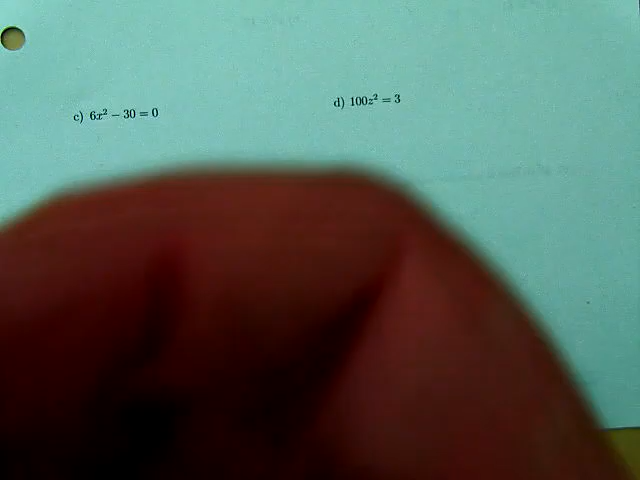 c) 6x² − 30 = 0
d) 100z² = 3